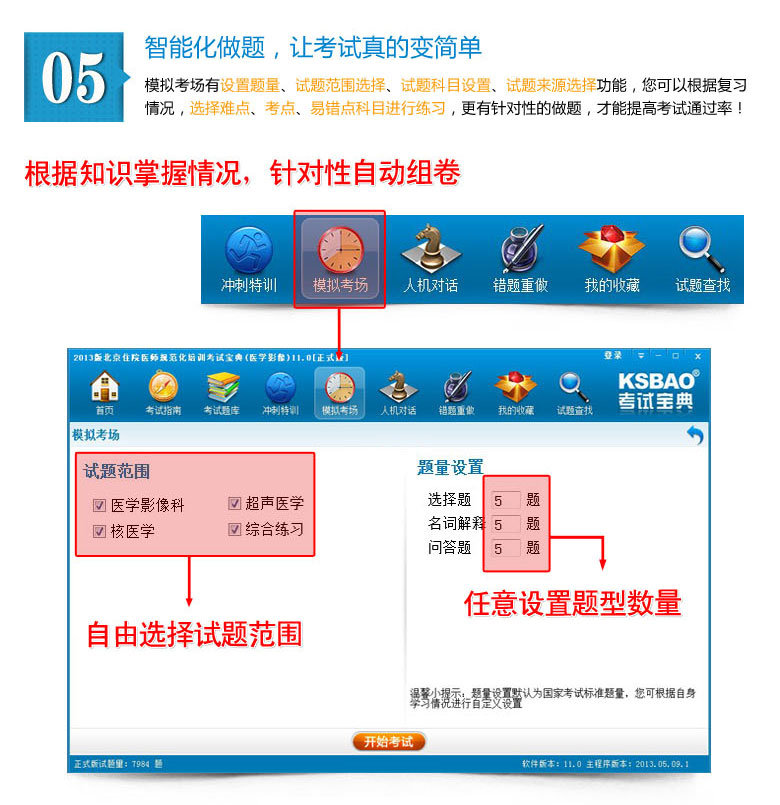 05
智能化做题，让考试真的变简单
模拟考场有设置题量、试题范围选择、试题科目设置、试题来源选择功能，您可以根据复习
情况，选择难点、考点、易错点科目进行练习，更有针对性的做题，才能提高考试通过率！
根据知识掌握情况，针对性自动组卷
冲刺特训 模拟考场 人机对话 错题重做 我的收藏 试题查找
2013版北京住院医师规范化培训考试宝典(医学影像)11.0[正式版] 登录
首页 考试指南 考试题库 冲刺特训 模拟考场 人机对话 错题重做 我的收藏 试题查找
KSBAO®
考试宝典
模拟考场
试题范围
医学影像科 超声医学
核医学 综合练习
题量设置
选择题 5 题
名词解释 5 题
问答题 5 题
自由选择试题范围
任意设置题型数量
温馨小提示：题量设置默认为国家考试标准题量，您可根据自身
学习情况进行自定义设置
开始考试
正式版试题量：7984 题
软件版本：11.0 主程序版本：2013.05.09.1